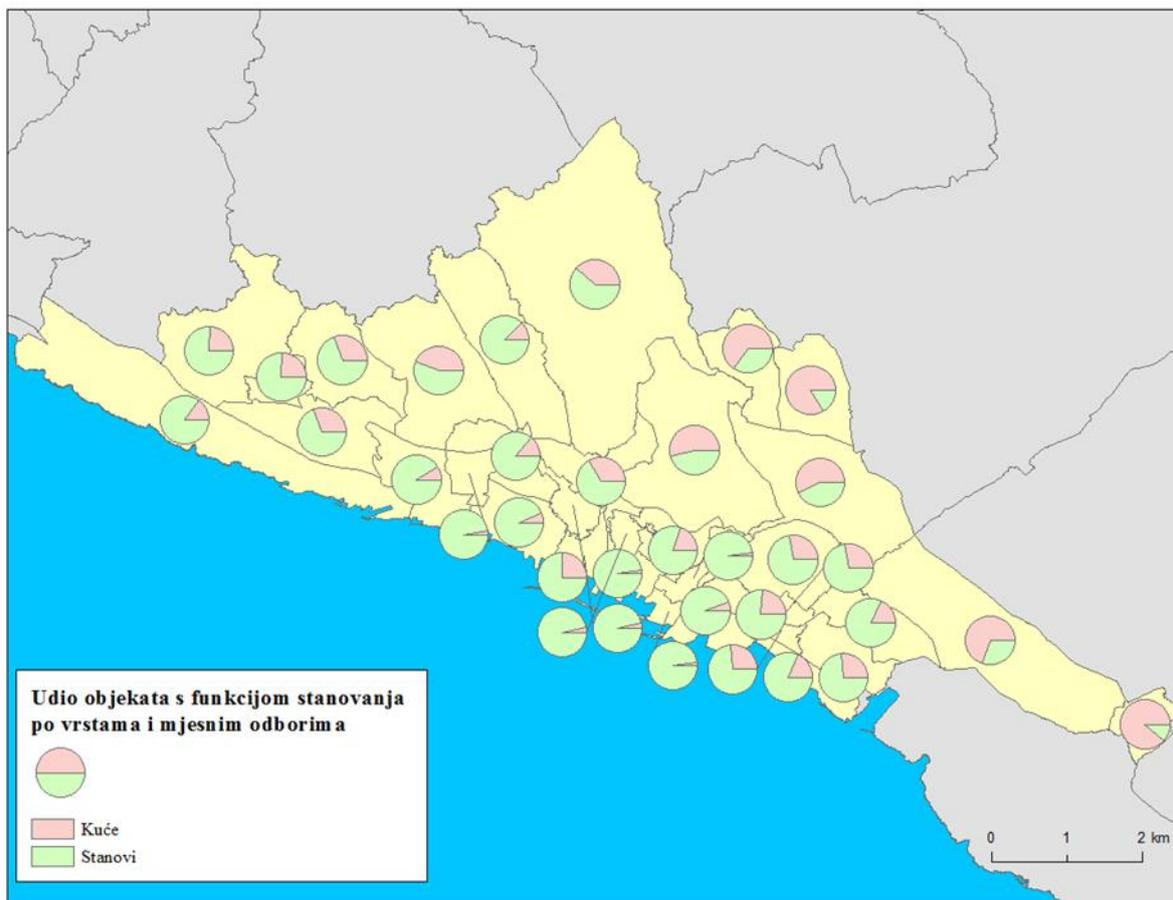 Udio objekata s funkcijom stanovanja
po vrstama i mjesnim odborima
Kuće
Stanovi
0 1 2 km